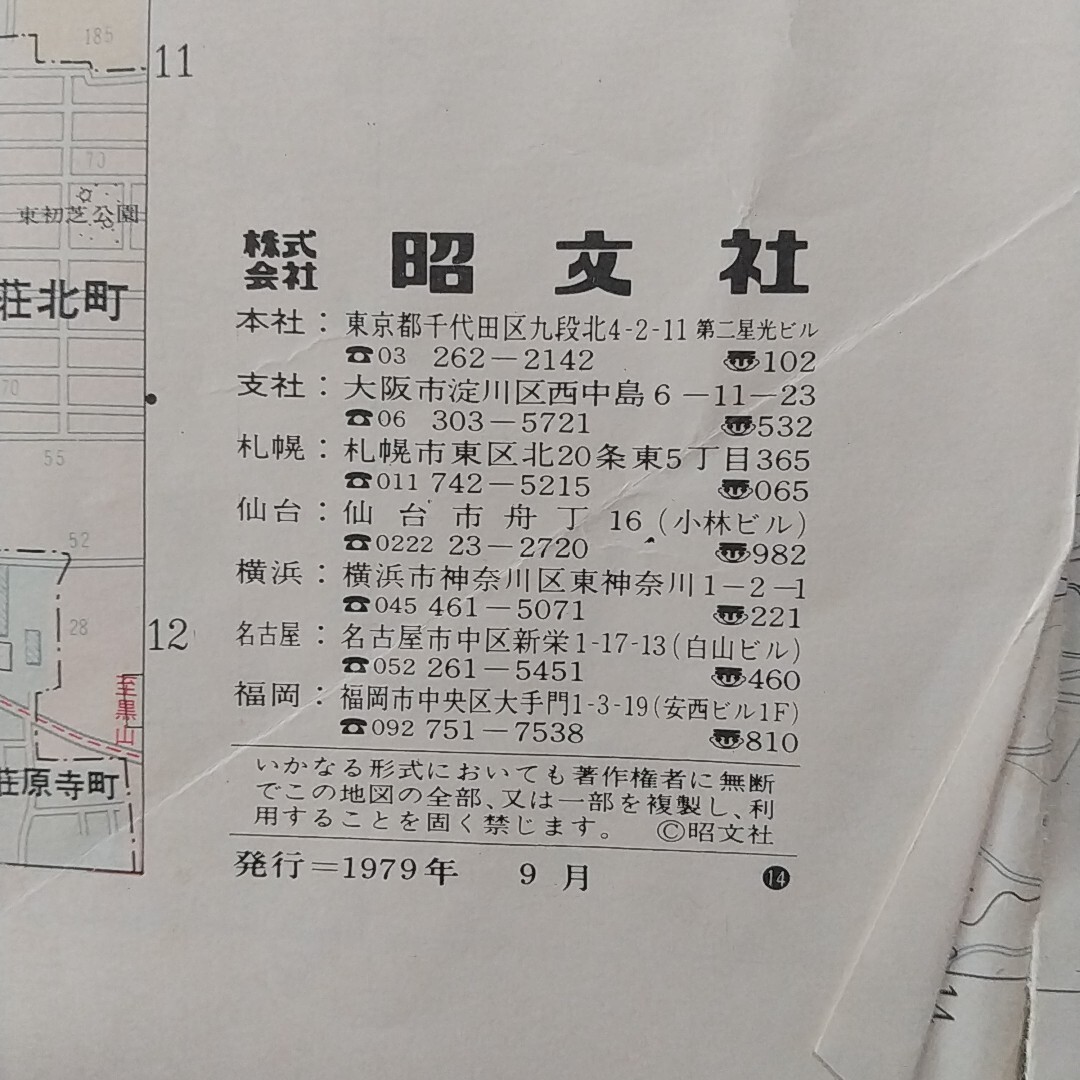 185
11
70
東初芝公園
荘北町
70
55
52
28
12
至黒山
荘原寺町
株式会社 昭文社
本社：東京都千代田区九段北4-2-11 第二星光ビル
☎03 262－2142 〠102
支社：大阪市淀川区西中島6－11－23
☎06 303－5721 〠532
札幌：札幌市東区北20条東5丁目365
☎011 742－5215 〠065
仙台：仙台市舟丁16（小林ビル）
☎0222 23－2720 〠982
横浜：横浜市神奈川区東神奈川1－2－1
☎045 461－5071 〠221
名古屋：名古屋市中区新栄1-17-13（白山ビル）
☎052 261－5451 〠460
福岡：福岡市中央区大手門1-3-19（安西ビル1F）
☎092 751－7538 〠810
いかなる形式においても著作権者に無断
でこの地図の全部、又は一部を複製し、利
用することを固く禁じます。 ©昭文社
発行＝1979年 9月 ⓮
14